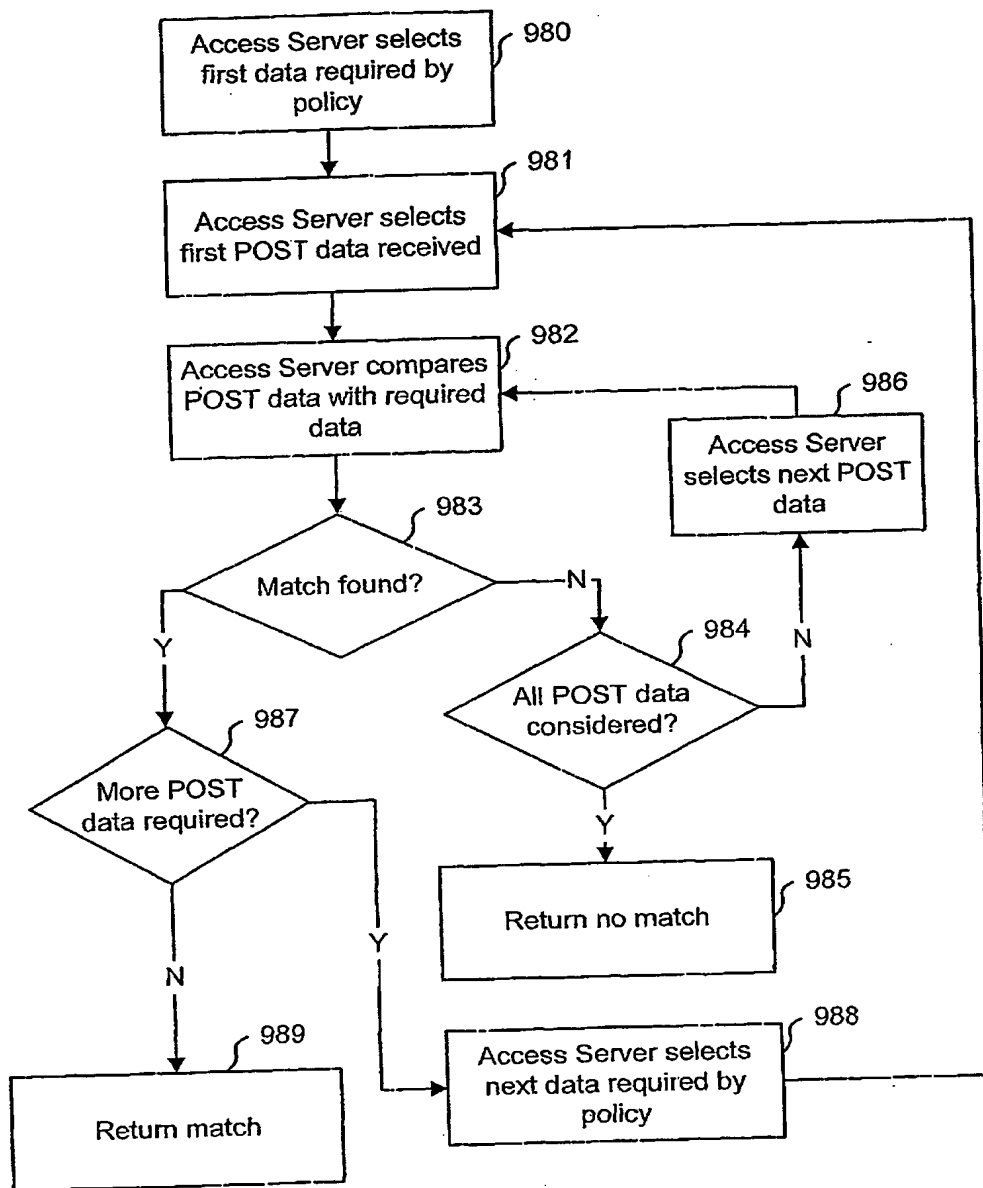 Access Server selects
first data required by
policy
980
Access Server selects
first POST data received
981
Access Server compares
POST data with required
data
982
Access Server
selects next POST
data
986
Match found?
983
N
Y
All POST data
considered?
984
N
Y
More POST
data required?
987
Y
N
Return no match
985
Access Server selects
next data required by
policy
988
Return match
989